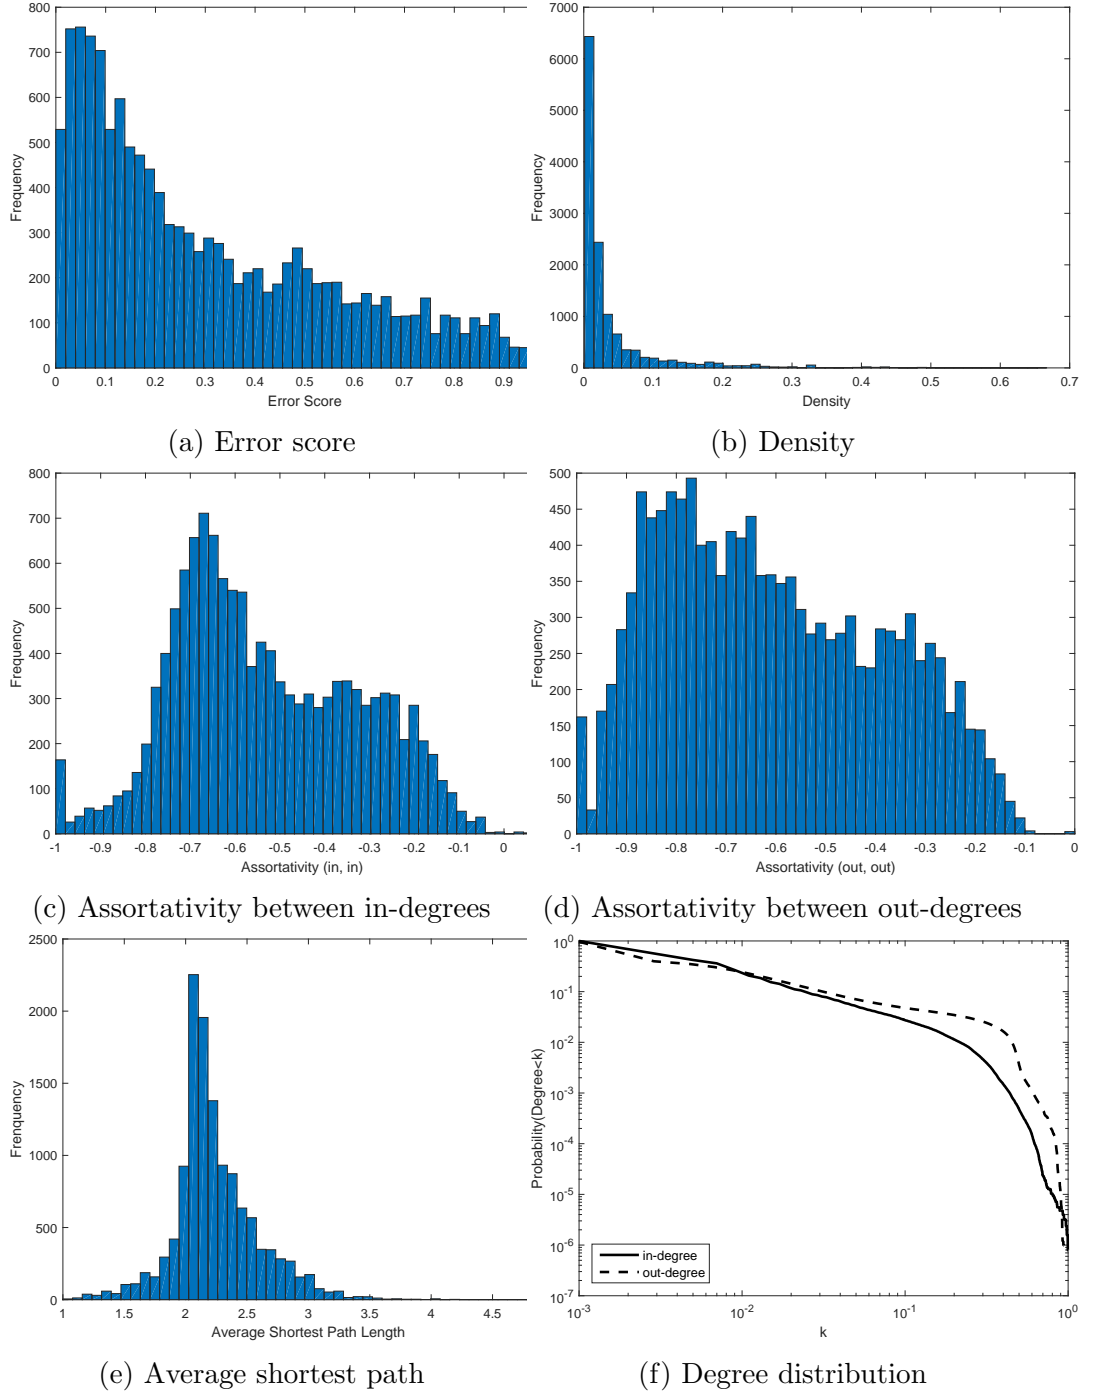 800
700
600
500
400
300
200
100
0
Frequency
0 0.1 0.2 0.3 0.4 0.5 0.6 0.7 0.8 0.9
Error Score
(a) Error score
7000
6000
5000
4000
3000
2000
1000
0
Frequency
0 0.1 0.2 0.3 0.4 0.5 0.6 0.7
Density
(b) Density
800
700
600
500
400
300
200
100
0
Frequency
-1 -0.9 -0.8 -0.7 -0.6 -0.5 -0.4 -0.3 -0.2 -0.1 0
Assortativity (in, in)
(c) Assortativity between in-degrees
500
450
400
350
300
250
200
150
100
50
0
Frequency
-1 -0.9 -0.8 -0.7 -0.6 -0.5 -0.4 -0.3 -0.2 -0.1 0
Assortativity (out, out)
(d) Assortativity between out-degrees
2500
2000
1500
1000
500
0
Frenquency
1 1.5 2 2.5 3 3.5 4 4.5
Average Shortest Path Length
(e) Average shortest path
10^0
10^-1
10^-2
10^-3
10^-4
10^-5
10^-6
10^-7
Probability(Degree<k)
in-degree
out-degree
10^-3 10^-2 10^-1 10^0
k
(f) Degree distribution